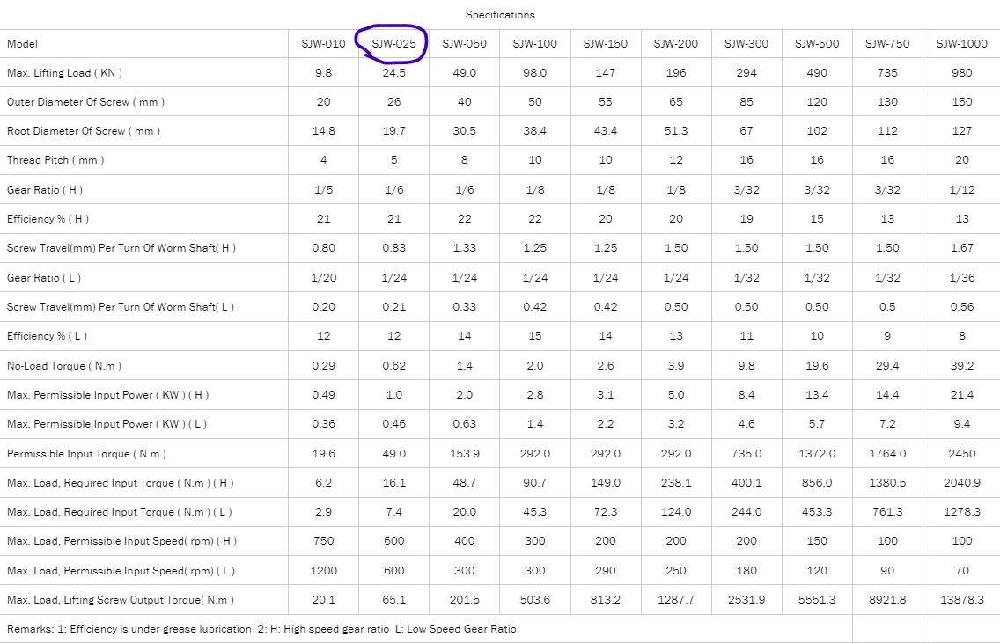 Specifications
Model SJW-010 SJW-025 SJW-050 SJW-100 SJW-150 SJW-200 SJW-300 SJW-500 SJW-750 SJW-1000
Max. Lifting Load ( KN ) 9.8 24.5 49.0 98.0 147 196 294 490 735 980
Outer Diameter Of Screw ( mm ) 20 26 40 50 55 65 85 120 130 150
Root Diameter Of Screw ( mm ) 14.8 19.7 30.5 38.4 43.4 51.3 67 102 112 127
Thread Pitch ( mm ) 4 5 8 10 10 12 16 16 16 20
Gear Ratio ( H ) 1/5 1/6 1/6 1/8 1/8 1/8 3/32 3/32 3/32 1/12
Efficiency % ( H ) 21 21 22 22 20 20 19 15 13 13
Screw Travel(mm) Per Turn Of Worm Shaft( H ) 0.80 0.83 1.33 1.25 1.25 1.50 1.50 1.50 1.50 1.67
Gear Ratio ( L ) 1/20 1/24 1/24 1/24 1/24 1/24 1/32 1/32 1/32 1/36
Screw Travel(mm) Per Turn Of Worm Shaft( L ) 0.20 0.21 0.33 0.42 0.42 0.50 0.50 0.50 0.5 0.56
Efficiency % ( L ) 12 12 14 15 14 13 11 10 9 8
No-Load Torque ( N.m ) 0.29 0.62 1.4 2.0 2.6 3.9 9.8 19.6 29.4 39.2
Max. Permissible Input Power ( KW ) ( H ) 0.49 1.0 2.0 2.8 3.1 5.0 8.4 13.4 14.4 21.4
Max. Permissible Input Power ( KW ) ( L ) 0.36 0.46 0.63 1.4 2.2 3.2 4.6 5.7 7.2 9.4
Permissible Input Torque ( N.m ) 19.6 49.0 153.9 292.0 292.0 292.0 735.0 1372.0 1764.0 2450
Max. Load, Required Input Torque ( N.m ) ( H ) 6.2 16.1 48.7 90.7 149.0 238.1 400.1 856.0 1380.5 2040.9
Max. Load, Required Input Torque ( N.m ) ( L ) 2.9 7.4 20.0 45.3 72.3 124.0 244.0 453.3 761.3 1278.3
Max. Load, Permissible Input Speed( rpm) ( H ) 750 600 400 300 200 200 200 150 100 100
Max. Load, Permissible Input Speed( rpm) ( L ) 1200 600 300 300 290 250 180 120 90 70
Max. Load, Lifting Screw Output Torque( N.m ) 20.1 65.1 201.5 503.6 813.2 1287.7 2531.9 5551.3 8921.8 13878.3
Remarks: 1: Efficiency is under grease lubrication 2: H: High speed gear ratio L: Low Speed Gear Ratio